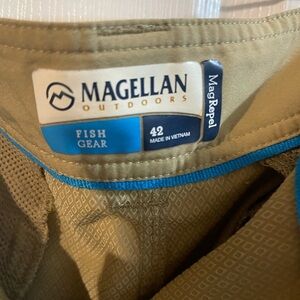 MAGELLAN
OUTDOORS
FISH
GEAR
42
MADE IN VIETNAM
MagRepel